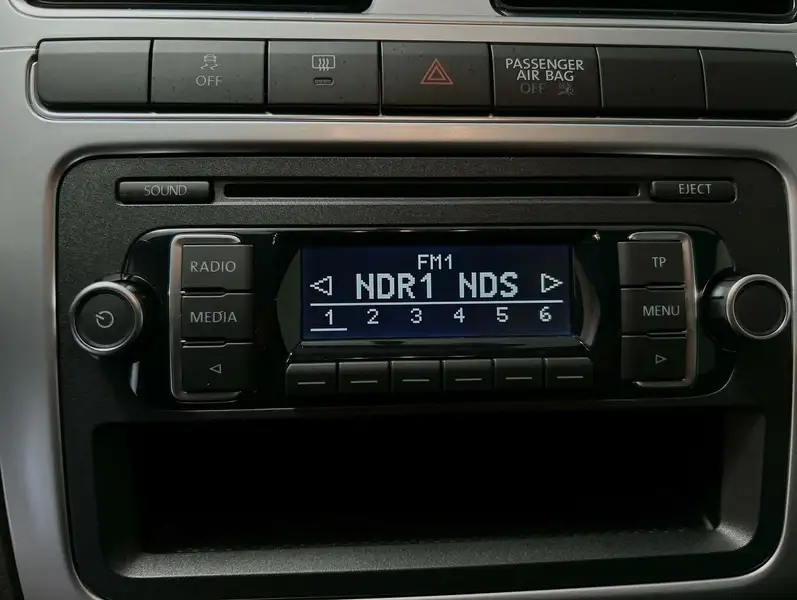 OFF
PASSENGER
AIR BAG
OFF
SOUND
EJECT
RADIO
FM1
TP
NDR1 NDS
MEDIA
MENU
1 2 3 4 5 6